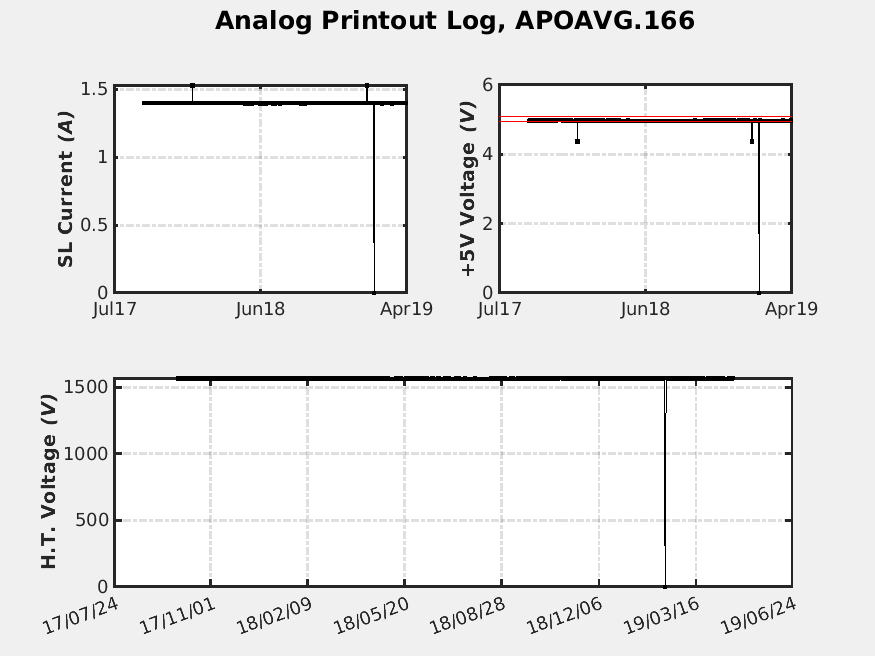 Analog Printout Log, APOAVG.166
SL Current (A)
1.5
1
0.5
0
Jul17 Jun18 Apr19
+5V Voltage (V)
6
4
2
0
Jul17 Jun18 Apr19
H.T. Voltage (V)
1500
1000
500
0
17/07/24 17/11/01 18/02/09 18/05/20 18/08/28 18/12/06 19/03/16 19/06/24